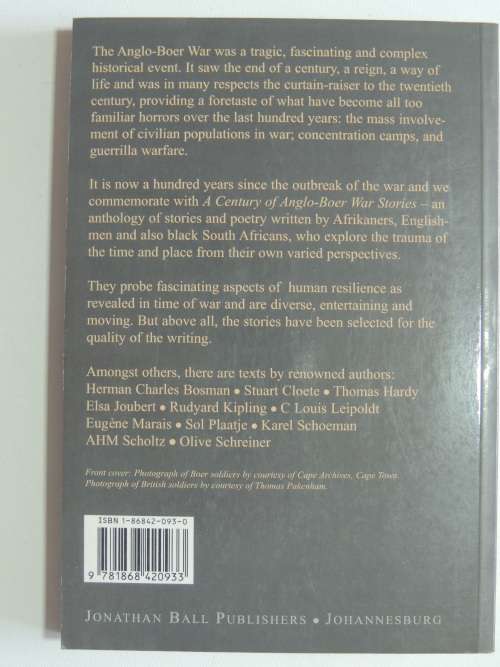 The Anglo-Boer War was a tragic, fascinating and complex
historical event. It saw the end of a century, a reign, a way of
life and was in many respects the curtain-raiser to the twentieth
century, providing a foretaste of what have become all too
familiar horrors over the last hundred years: the mass involve-
ment of civilian populations in war; concentration camps, and
guerrilla warfare.
It is now a hundred years since the outbreak of the war and we
commemorate with A Century of Anglo-Boer War Stories – an
anthology of stories and poetry written by Afrikaners, English-
men and also black South Africans, who explore the trauma of
the time and place from their own varied perspectives.
They probe fascinating aspects of human resilience as
revealed in time of war and are diverse, entertaining and
moving. But above all, the stories have been selected for the
quality of the writing.
Amongst others, there are texts by renowned authors:
Herman Charles Bosman • Stuart Cloete • Thomas Hardy
Elsa Joubert • Rudyard Kipling • C Louis Leipoldt
Eugène Marais • Sol Plaatje • Karel Schoeman
AHM Scholtz • Olive Schreiner
Front cover: Photograph of Boer soldiers by courtesy of Cape Archives, Cape Town.
Photograph of British soldiers by courtesy of Thomas Pakenham.
ISBN 1-86842-093-0
9 781868 420933
JONATHAN BALL PUBLISHERS • JOHANNESBURG